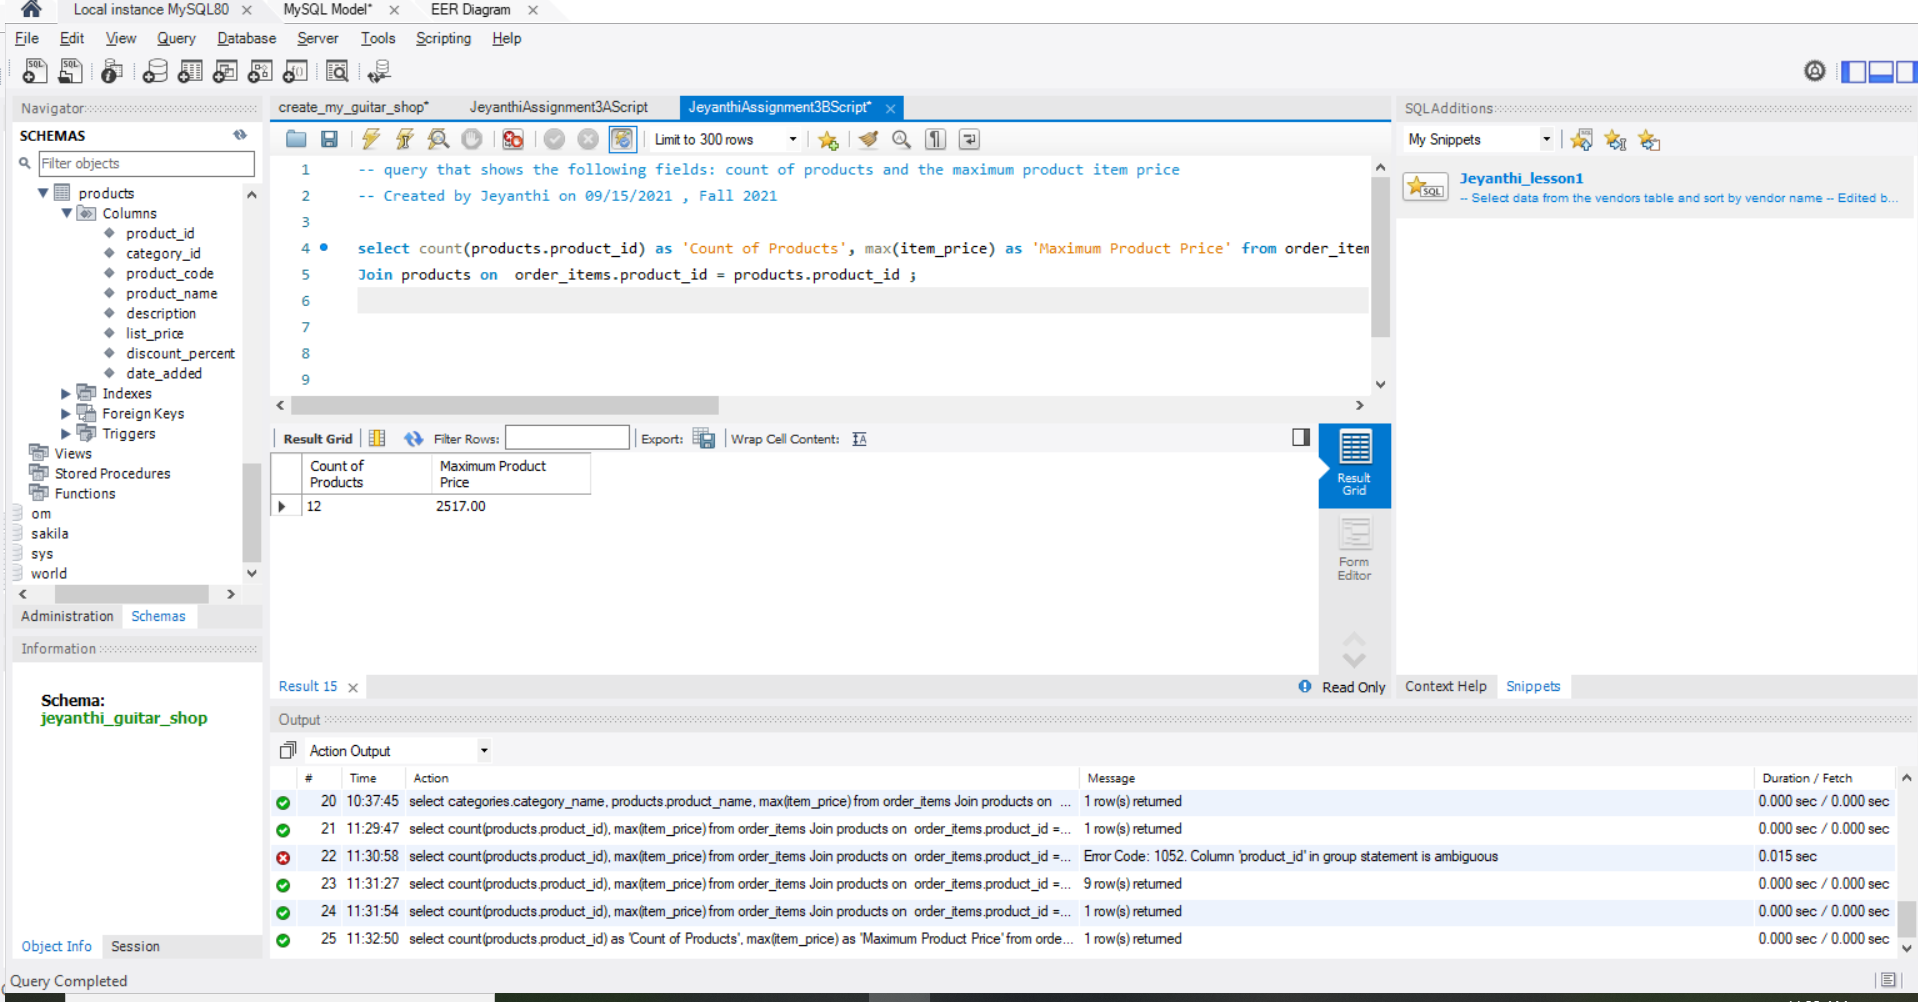 Local instance MySQL80 × MySQL Model* × EER Diagram ×
File Edit View Query Database Server Tools Scripting Help
Navigator
SCHEMAS
Filter objects
products
Columns
product_id
category_id
product_code
product_name
description
list_price
discount_percent
date_added
Indexes
Foreign Keys
Triggers
Views
Stored Procedures
Functions
om
sakila
sys
world
Administration Schemas
Information
Schema:
jeyanthi_guitar_shop
Object Info Session
create_my_guitar_shop* JeyanthiAssignment3AScript JeyanthiAssignment3BScript* ×
Limit to 300 rows
1 -- query that shows the following fields: count of products and the maximum product item price
2 -- Created by Jeyanthi on 09/15/2021 , Fall 2021
3
4 select count(products.product_id) as 'Count of Products', max(item_price) as 'Maximum Product Price' from order_item
5 Join products on order_items.product_id = products.product_id ;
6
7
8
9
Result Grid Filter Rows: Export: Wrap Cell Content:
Count of Products Maximum Product Price
12 2517.00
Result Grid
Form Editor
Result 15 × Read Only
SQLAdditions
My Snippets
SQL Jeyanthi_lesson1
-- Select data from the vendors table and sort by vendor name -- Edited b...
Context Help Snippets
Output
Action Output
# Time Action Message Duration / Fetch
20 10:37:45 select categories.category_name, products.product_name, max(item_price) from order_items Join products on ... 1 row(s) returned 0.000 sec / 0.000 sec
21 11:29:47 select count(products.product_id), max(item_price) from order_items Join products on order_items.product_id =... 1 row(s) returned 0.000 sec / 0.000 sec
22 11:30:58 select count(products.product_id), max(item_price) from order_items Join products on order_items.product_id =... Error Code: 1052. Column 'product_id' in group statement is ambiguous 0.015 sec
23 11:31:27 select count(products.product_id), max(item_price) from order_items Join products on order_items.product_id =... 9 row(s) returned 0.000 sec / 0.000 sec
24 11:31:54 select count(products.product_id), max(item_price) from order_items Join products on order_items.product_id =... 1 row(s) returned 0.000 sec / 0.000 sec
25 11:32:50 select count(products.product_id) as 'Count of Products', max(item_price) as 'Maximum Product Price' from orde... 1 row(s) returned 0.000 sec / 0.000 sec
Query Completed